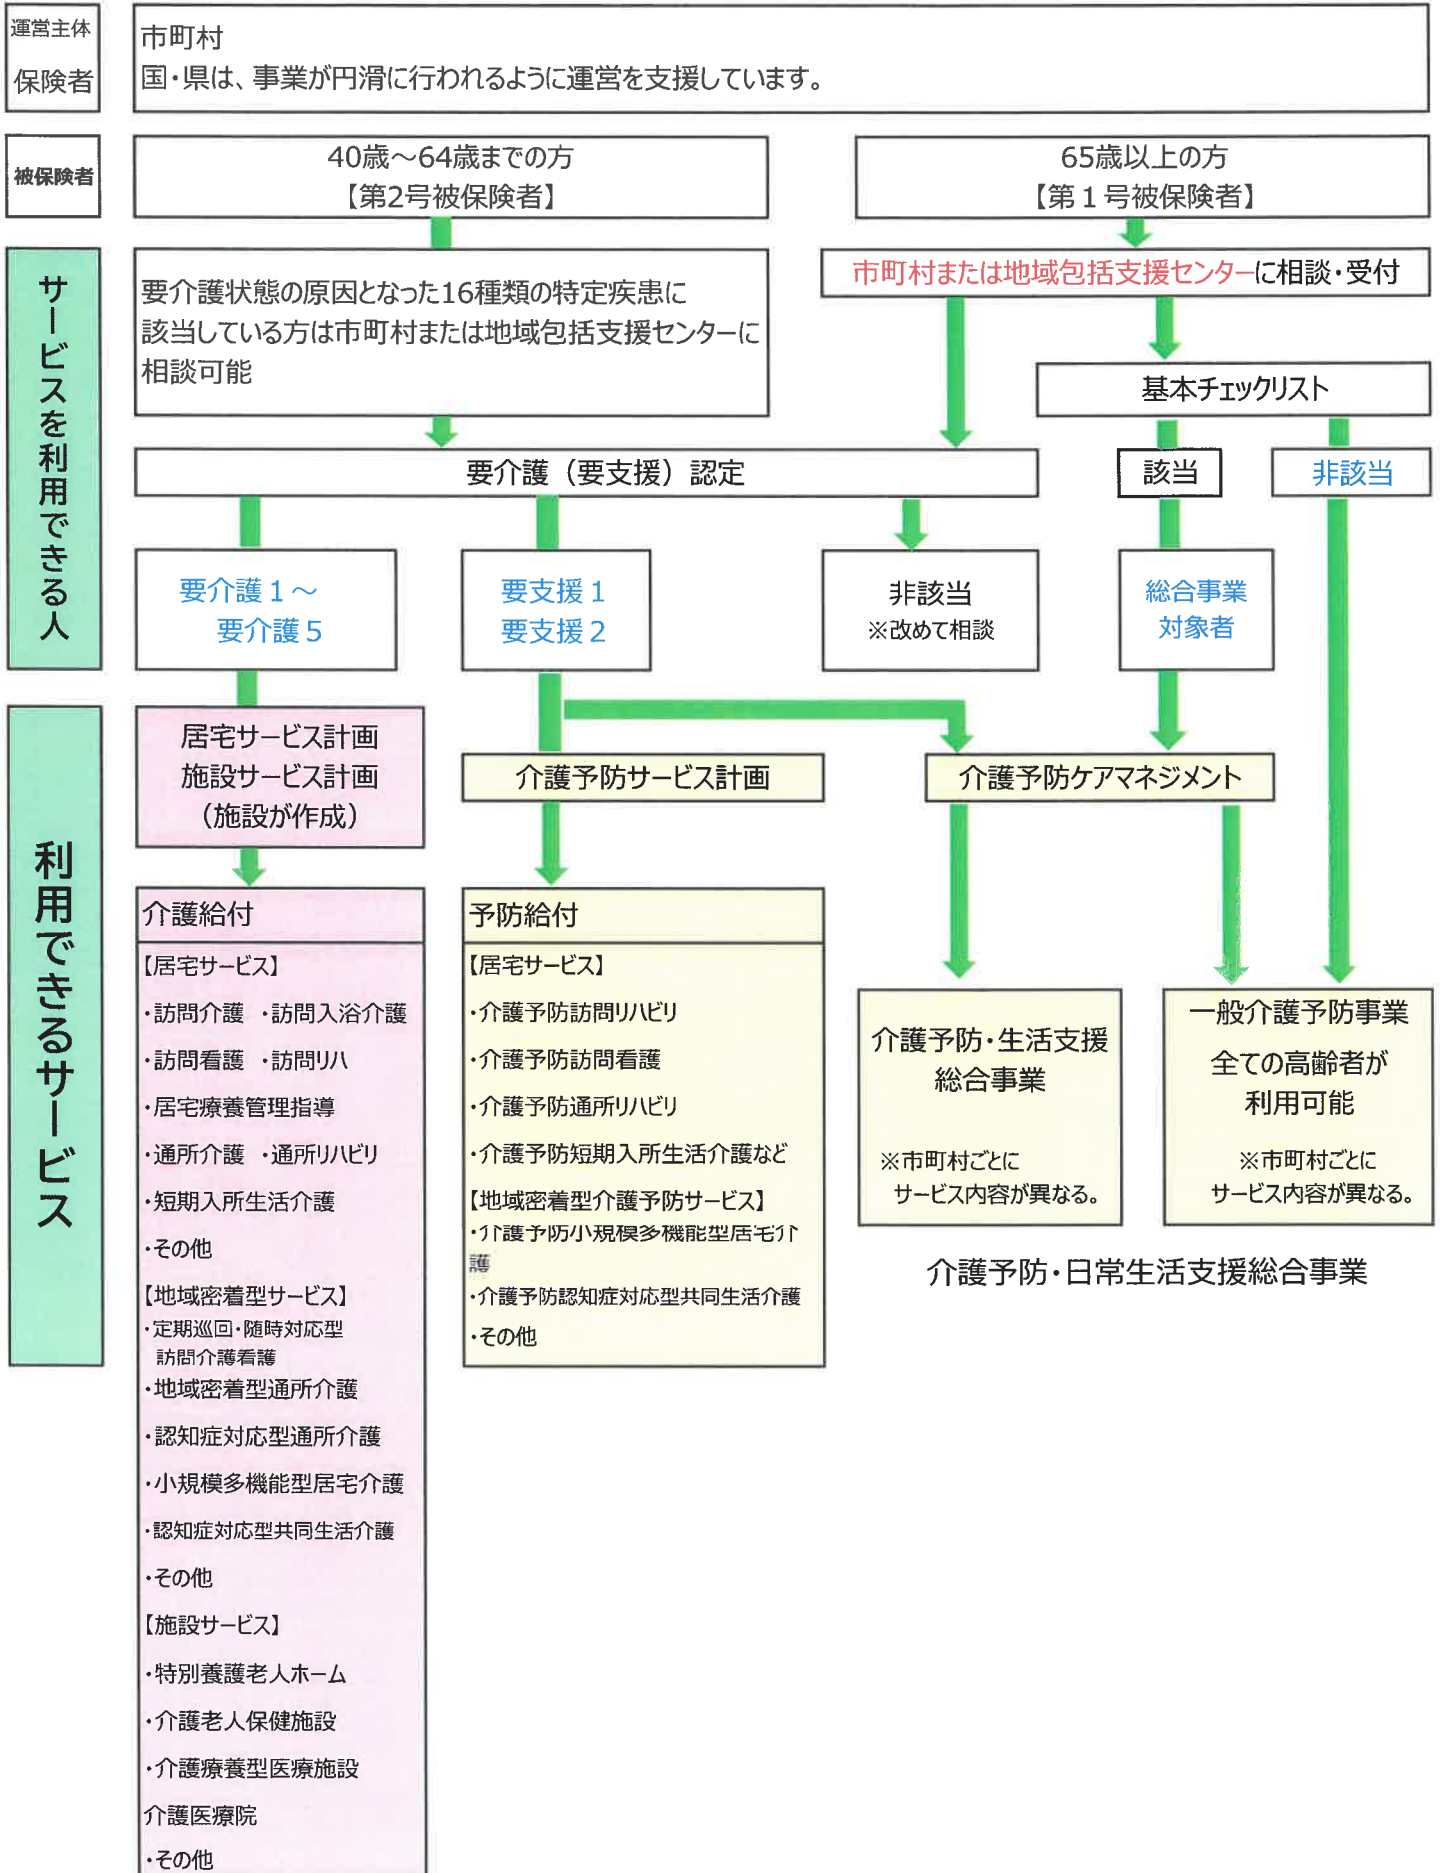 運営主体
保険者
市町村
国・県は、事業が円滑に行われるように運営を支援しています。
被保険者
40歳～64歳までの方
【第2号被保険者】
65歳以上の方
【第１号被保険者】
サービスを利用できる人
要介護状態の原因となった16種類の特定疾患に
該当している方は市町村または地域包括支援センターに
相談可能
市町村または地域包括支援センターに相談・受付
基本チェックリスト
要介護（要支援）認定
該当
非該当
要介護１～
要介護５
要支援１
要支援２
非該当
※改めて相談
総合事業
対象者
利用できるサービス
居宅サービス計画
施設サービス計画
（施設が作成）
介護予防サービス計画
介護予防ケアマネジメント
介護給付
【居宅サービス】
・訪問介護 ・訪問入浴介護
・訪問看護 ・訪問リハ
・居宅療養管理指導
・通所介護 ・通所リハビリ
・短期入所生活介護
・その他
【地域密着型サービス】
・定期巡回・随時対応型
訪問介護看護
・地域密着型通所介護
・認知症対応型通所介護
・小規模多機能型居宅介護
・認知症対応型共同生活介護
・その他
【施設サービス】
・特別養護老人ホーム
・介護老人保健施設
・介護療養型医療施設
介護医療院
・その他
予防給付
【居宅サービス】
・介護予防訪問リハビリ
・介護予防訪問看護
・介護予防通所リハビリ
・介護予防短期入所生活介護など
【地域密着型介護予防サービス】
・介護予防小規模多機能型居宅介
護
・介護予防認知症対応型共同生活介護
・その他
介護予防・生活支援
総合事業
※市町村ごとに
サービス内容が異なる。
一般介護予防事業
全ての高齢者が
利用可能
※市町村ごとに
サービス内容が異なる。
介護予防・日常生活支援総合事業